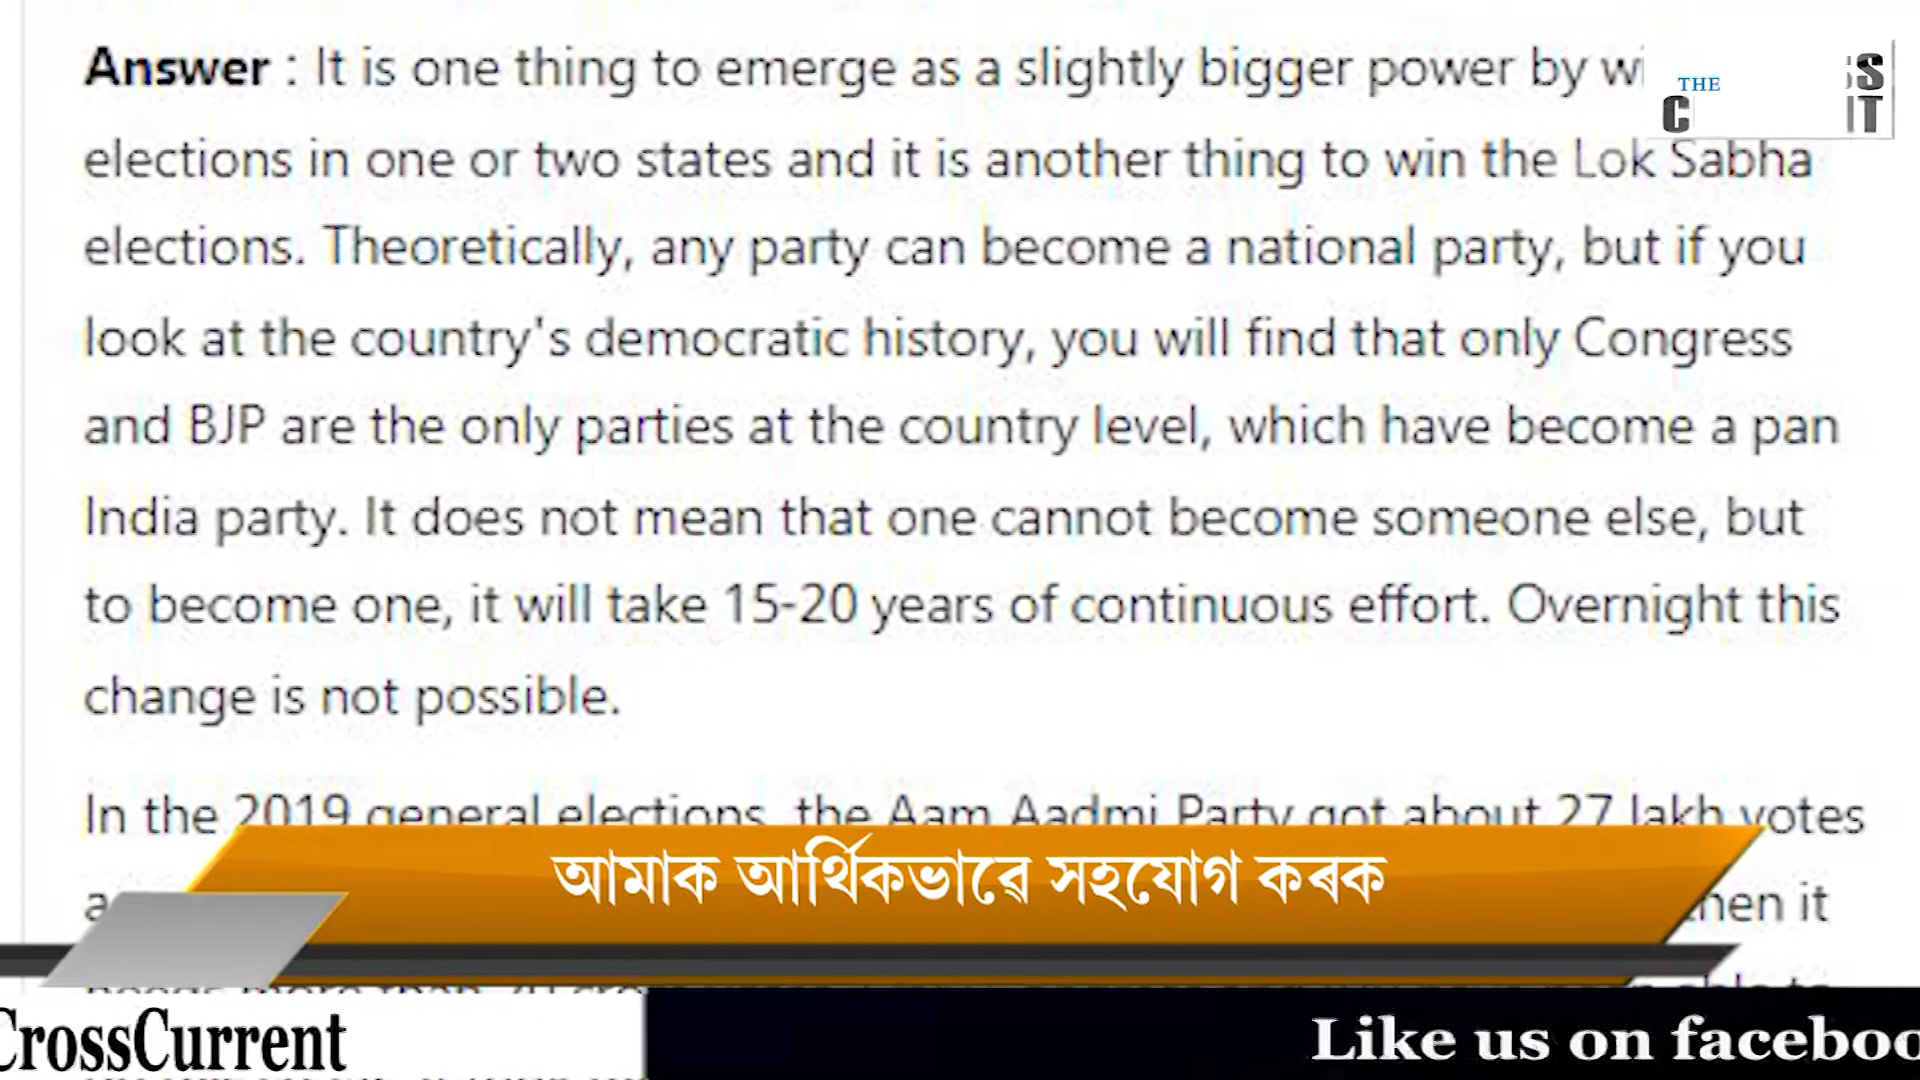 Answer : It is one thing to emerge as a slightly bigger power by
elections in one or two states and it is another thing to win the Lok Sabha
elections. Theoretically, any party can become a national party, but if you
look at the country's democratic history, you will find that only Congress
and BJP are the only parties at the country level, which have become a pan
India party. It does not mean that one cannot become someone else, but
to become one, it will take 15-20 years of continuous effort. Overnight this
change is not possible.
In the 2019 general elections, the Aam Aadmi Party got about 27 lakh votes
it
THE
আমাক আৰ্থিকভাৱে সহযোগ কৰক
CrossCurrent
Like us on faceboo